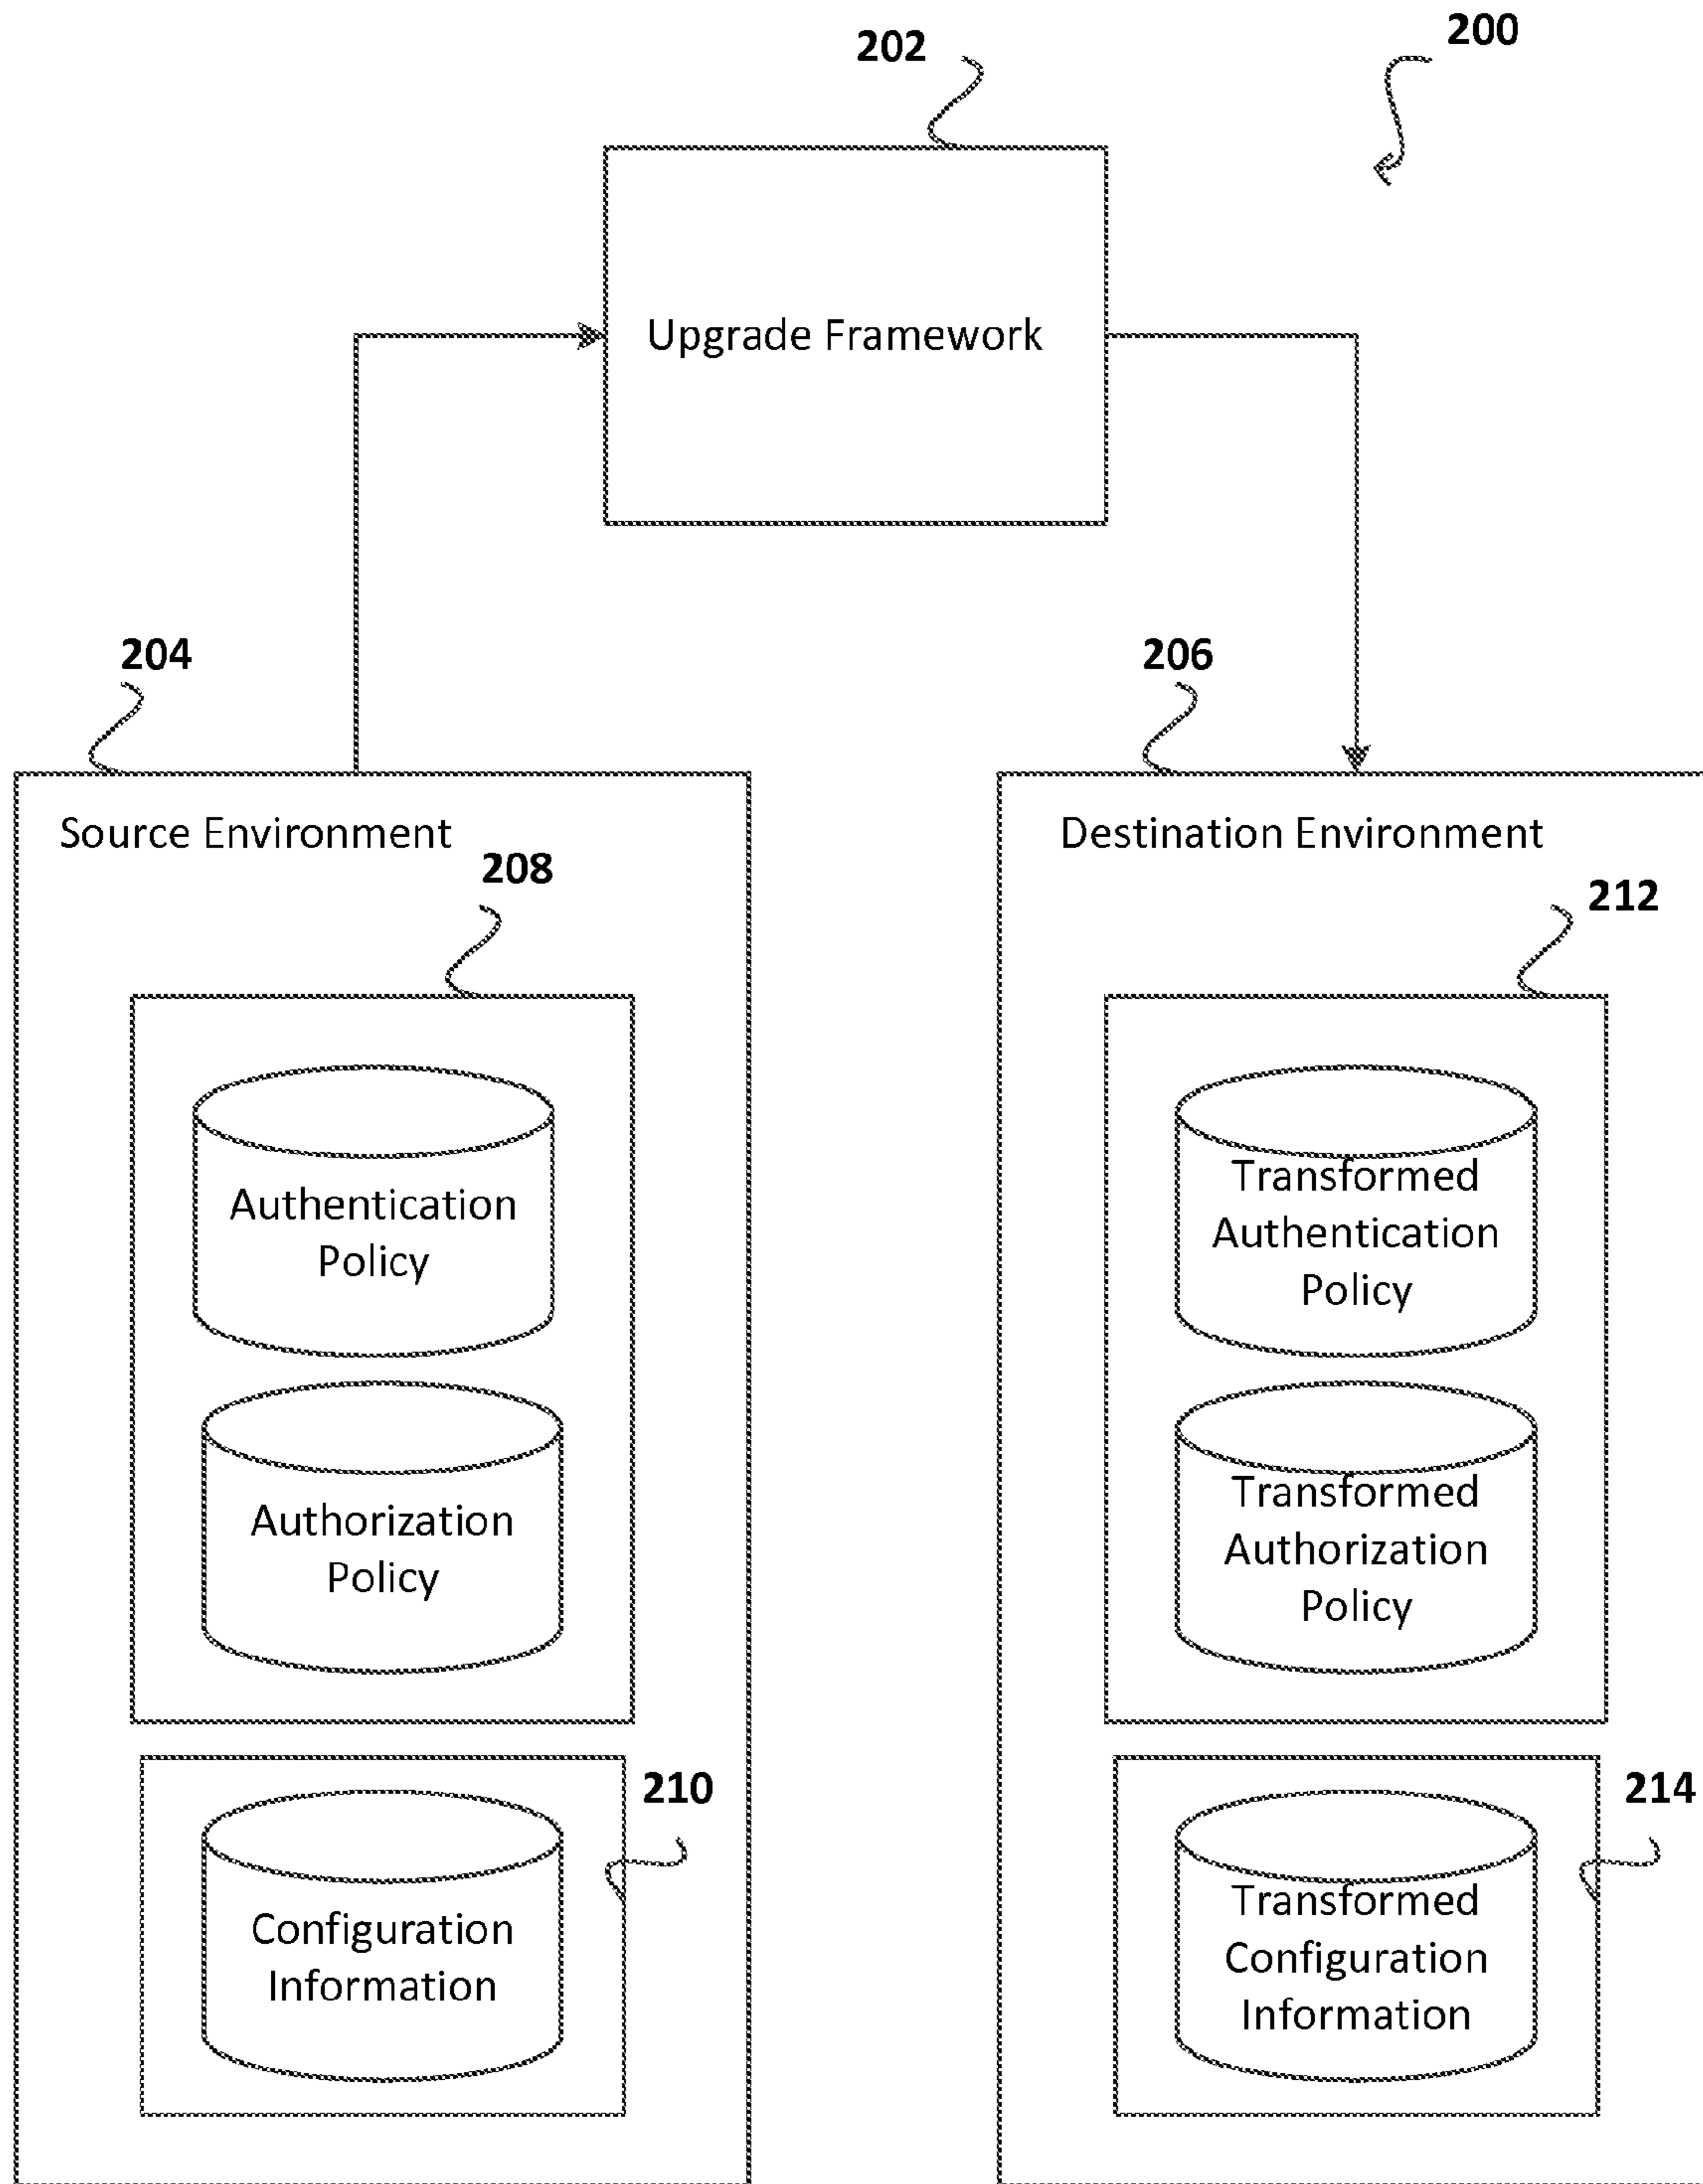 202
200
Upgrade Framework
204
206
Source Environment
208
Destination Environment
212
Authentication
Policy
Authorization
Policy
210
Configuration
Information
Transformed
Authentication
Policy
Transformed
Authorization
Policy
214
Transformed
Configuration
Information